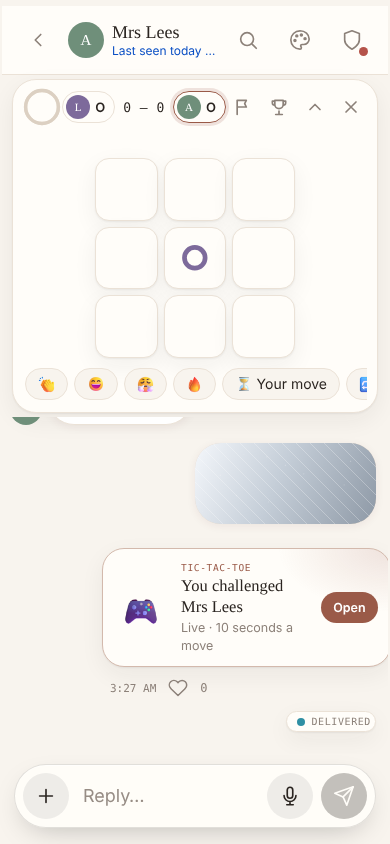 A
Mrs Lees
Last seen today ...
L O 0 — 0 A O
Your move
TIC-TAC-TOE
You challenged
Mrs Lees
Live · 10 seconds a
move
Open
3:27 AM 0
DELIVERED
Reply...